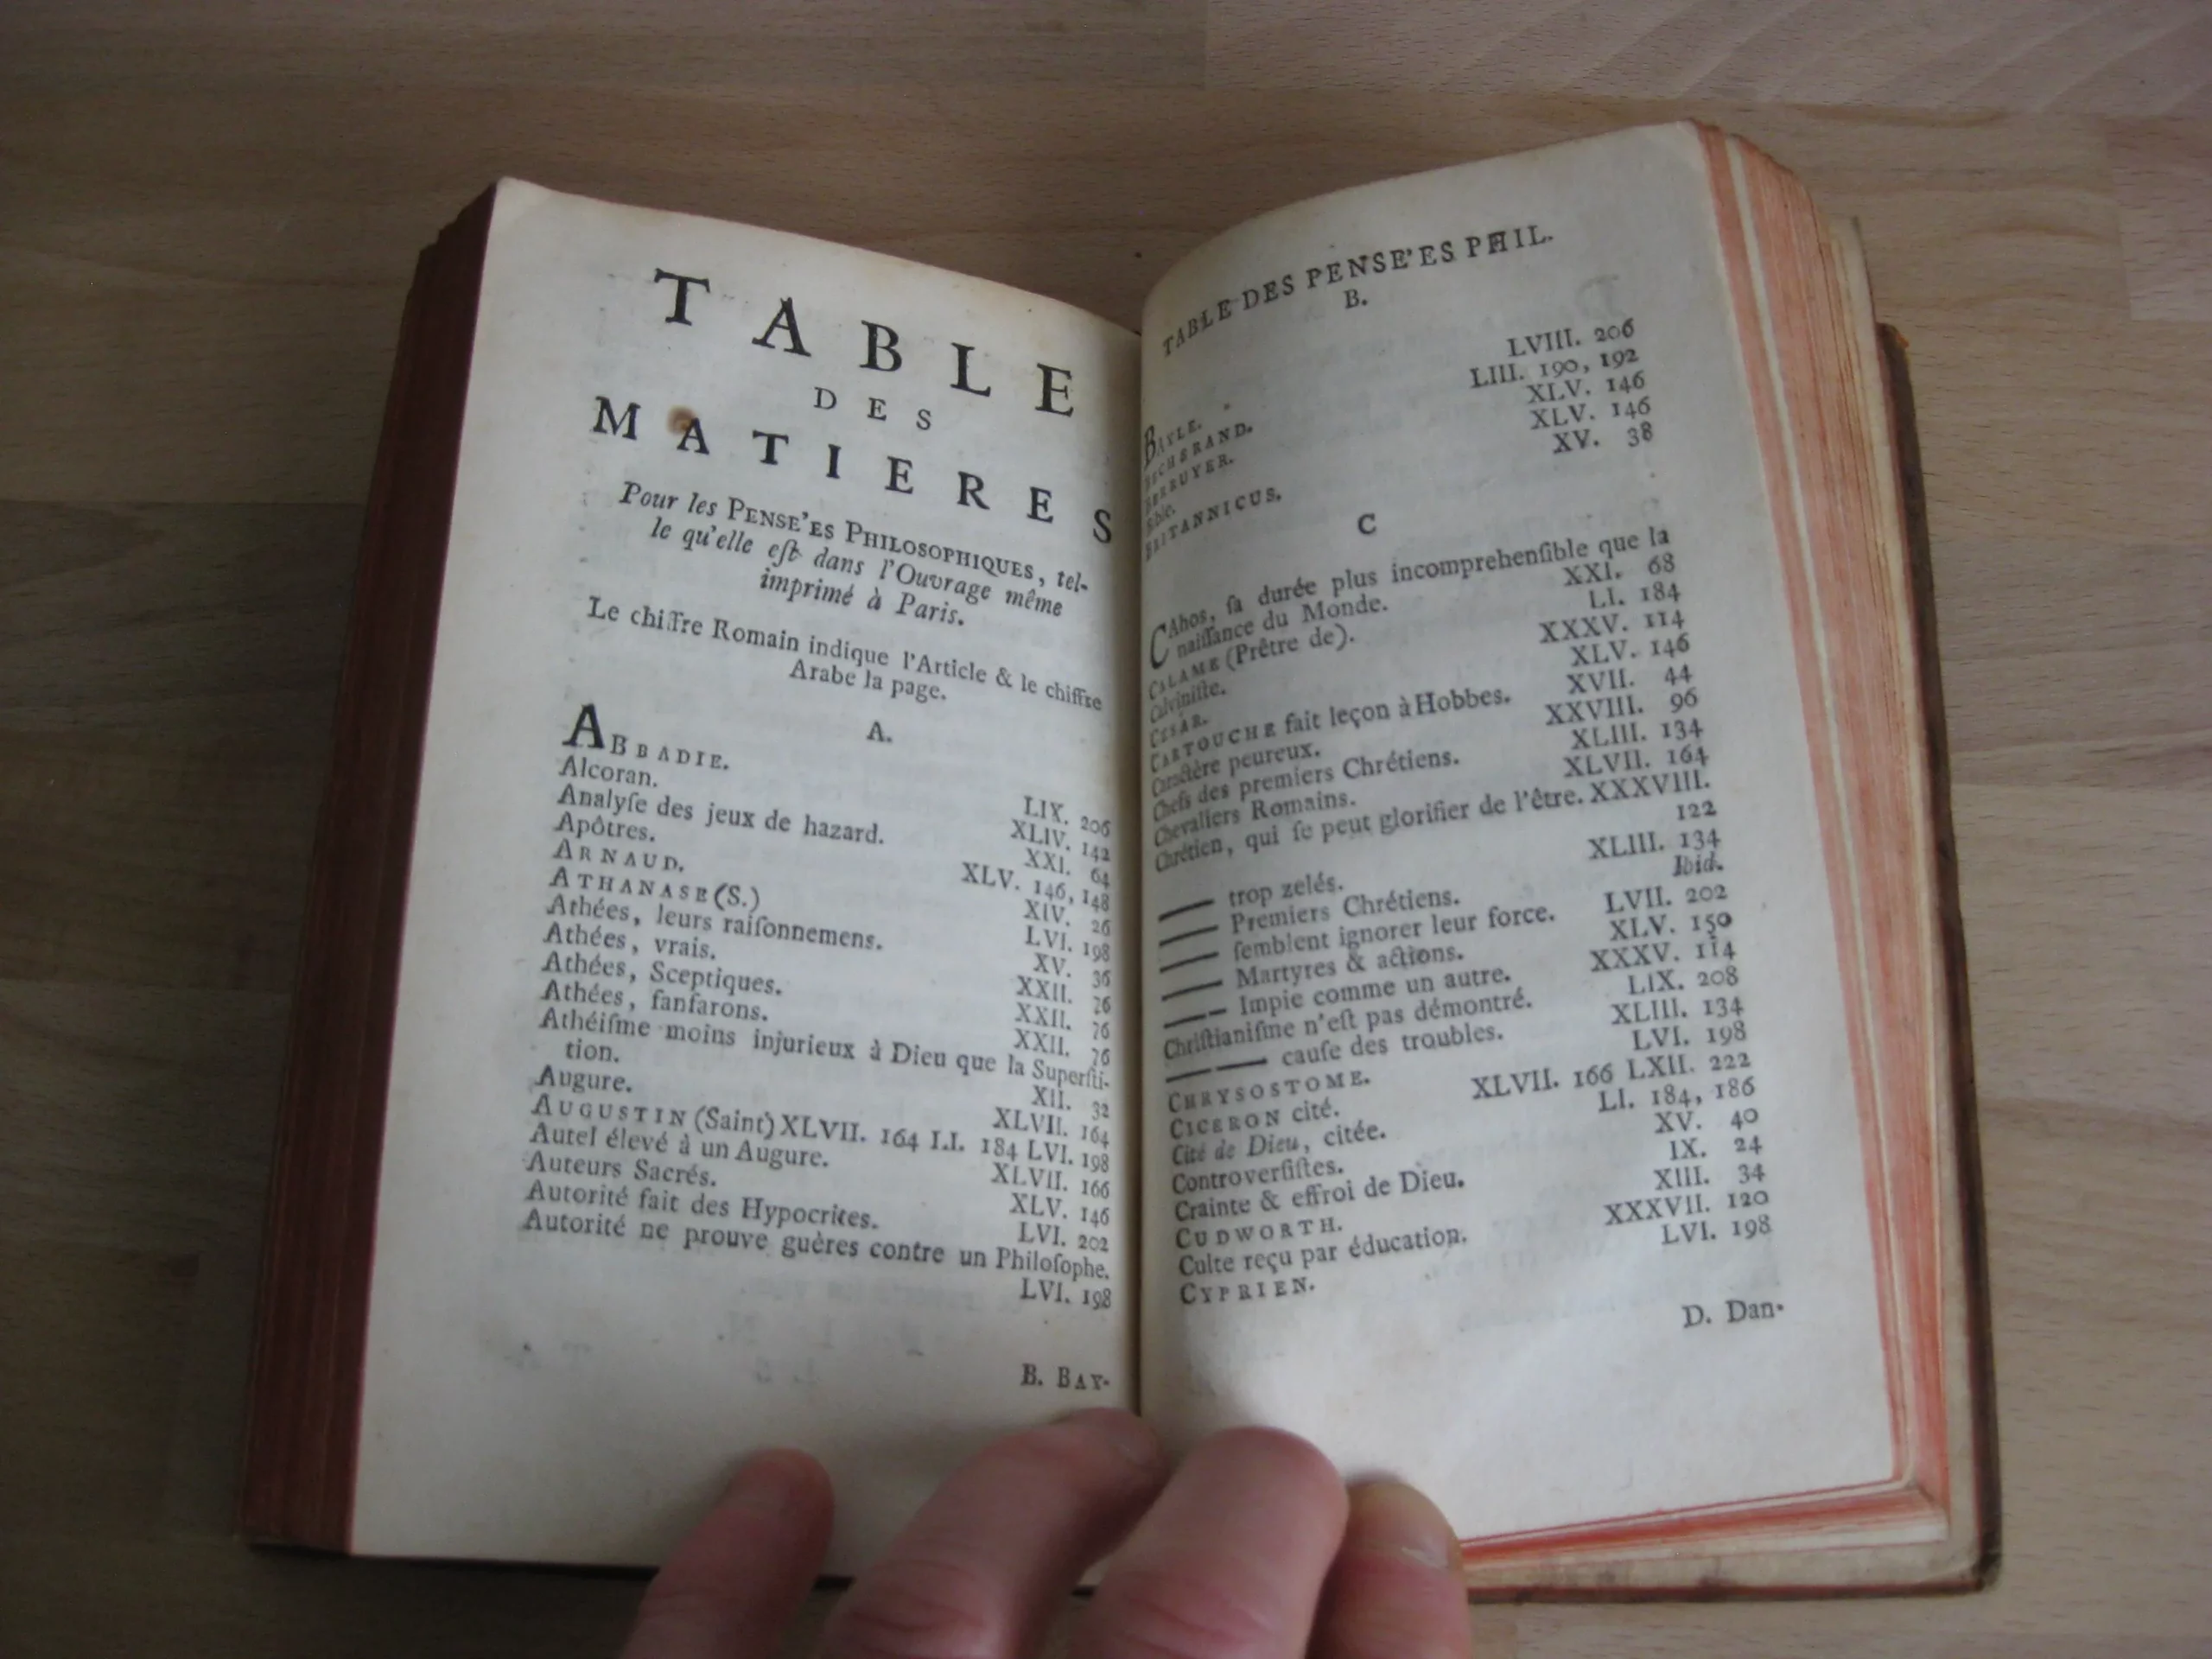 TABLE
DES
MATIERES
Pour les PENSE'ES PHILOSOPHIQUES, tel-
le qu'elle eſt dans l'Ouvrage même
imprimé à Paris.
Le chiffre Romain indique l'Article & le chiffre
Arabe la page.
A.
ABBADIE. LIX. 206
Alcoran. XLIV. 142
Analyſe des jeux de hazard. XXI. 64
Apôtres. XLV. 146, 148
ARNAUD. XIV. 26
ATHANASE (S.) LVI. 198
Athées, leurs raiſonnemens. XV. 36
Athées, vrais. XXII. 76
Athées, Sceptiques. XXII. 76
Athées, fanfarons. XXII. 76
Athéiſme moins injurieux à Dieu que la Superſti-
tion. XII. 32
Augure. XLVII. 164
AUGUSTIN (Saint) XLVII. 164 LI. 184 LVI. 198
Autel élevé à un Augure. XLVII. 166
Auteurs Sacrés. XLV. 146
Autorité fait des Hypocrites. LVI. 202
Autorité ne prouve guères contre un Philoſophe.
LVI. 198
B. BAY-
TABLE DES PENSE'ES PHIL.
B.
BAYLE. LVIII. 206
BECHERAND. LIII. 190, 192
BERRUYER. XLV. 146
Bible. XLV. 146
BRITANNICUS. XV. 38
C
CAhos, ſa durée plus incomprehenſible que la
naiſſance du Monde. XXI. 68
CALAME (Prêtre de). LI. 184
Calviniſte. XXXV. 114
CESAR. XLV. 146
CARTOUCHE fait leçon à Hobbes. XVII. 44
Caractère peureux. XXVIII. 96
Chefs des premiers Chrétiens. XLIII. 134
Chevaliers Romains. XLVII. 164
Chrétien, qui ſe peut glorifier de l'être. XXXVIII.
122
—— trop zelés. XLIII. 134
—— Premiers Chrétiens. Ibid.
—— ſemblent ignorer leur force. LVII. 202
—— Martyres & actions. XLV. 150
—— Impie comme un autre. XXXV. 114
Chriſtianiſme n'eſt pas démontré. LIX. 208
—— —— cauſe des troubles. XLIII. 134
CHRYSOSTOME. LVI. 198
CICERON cité. XLVII. 166 LXII. 222
Cité de Dieu, citée. LI. 184, 186
Controverſiſtes. XV. 40
Crainte & effroi de Dieu. IX. 24
CUDWORTH. XIII. 34
Culte reçu par éducation. XXXVII. 120
CYPRIEN. LVI. 198
D. Dan-